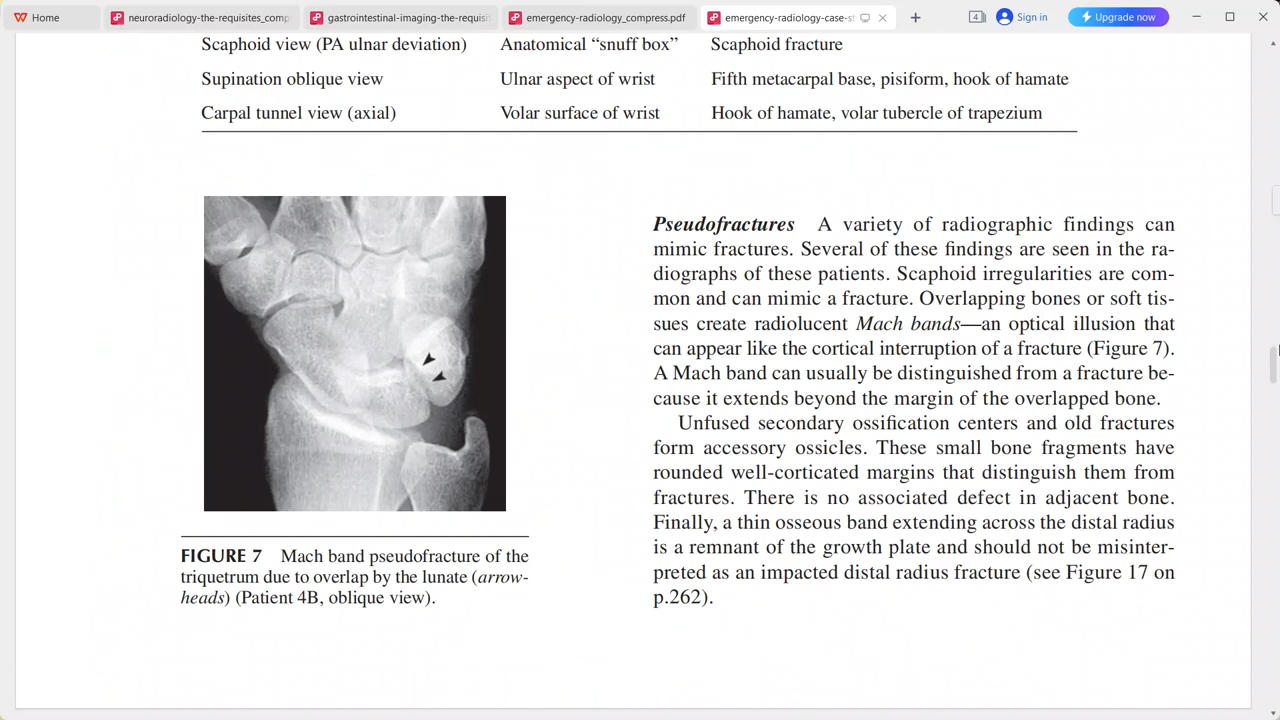 Home
neuroradiology-the-requisites_comp
gastrointestinal-imaging-the-requisit
emergency-radiology_compress.pdf
emergency-radiology-case-st
4
Sign in
Upgrade now
Scaphoid view (PA ulnar deviation) Anatomical “snuff box” Scaphoid fracture
Supination oblique view Ulnar aspect of wrist Fifth metacarpal base, pisiform, hook of hamate
Carpal tunnel view (axial) Volar surface of wrist Hook of hamate, volar tubercle of trapezium
FIGURE 7 Mach band pseudofracture of the
triquetrum due to overlap by the lunate (arrow-
heads) (Patient 4B, oblique view).
Pseudofractures A variety of radiographic findings can
mimic fractures. Several of these findings are seen in the ra-
diographs of these patients. Scaphoid irregularities are com-
mon and can mimic a fracture. Overlapping bones or soft tis-
sues create radiolucent Mach bands—an optical illusion that
can appear like the cortical interruption of a fracture (Figure 7).
A Mach band can usually be distinguished from a fracture be-
cause it extends beyond the margin of the overlapped bone.
Unfused secondary ossification centers and old fractures
form accessory ossicles. These small bone fragments have
rounded well-corticated margins that distinguish them from
fractures. There is no associated defect in adjacent bone.
Finally, a thin osseous band extending across the distal radius
is a remnant of the growth plate and should not be misinter-
preted as an impacted distal radius fracture (see Figure 17 on
p.262).